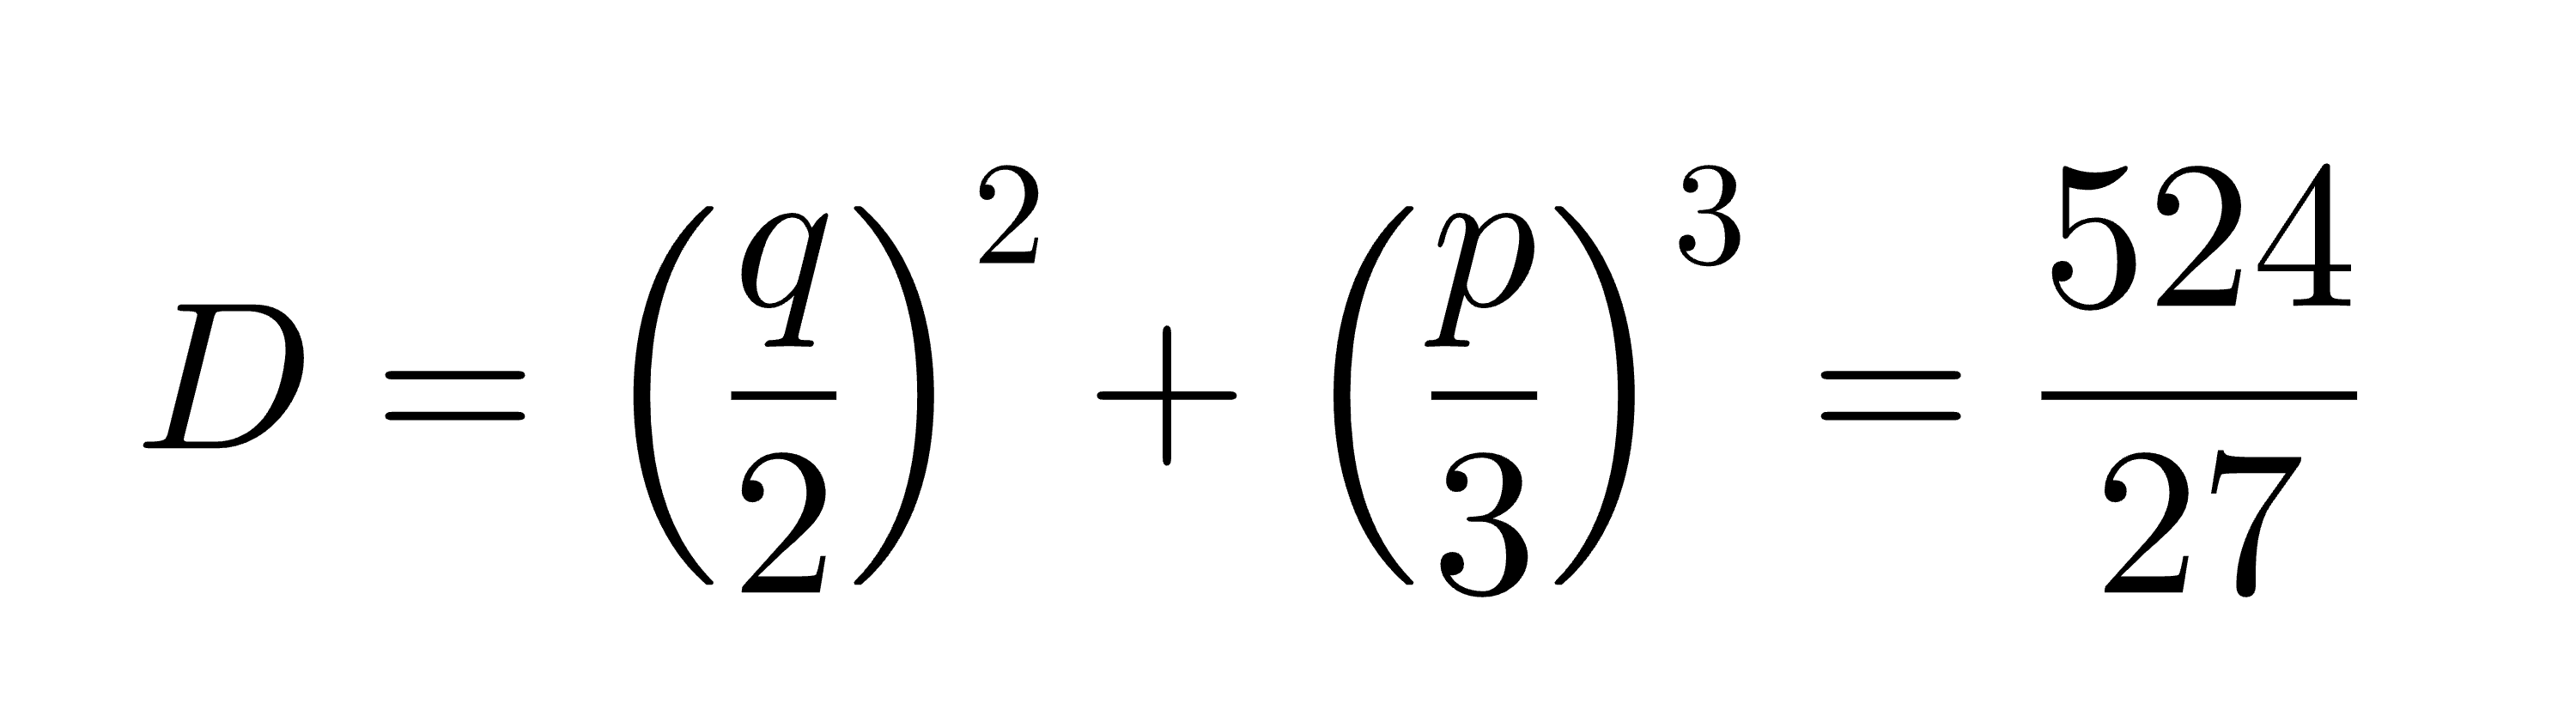 D = (q/2)^2 + (p/3)^3 = 524/27